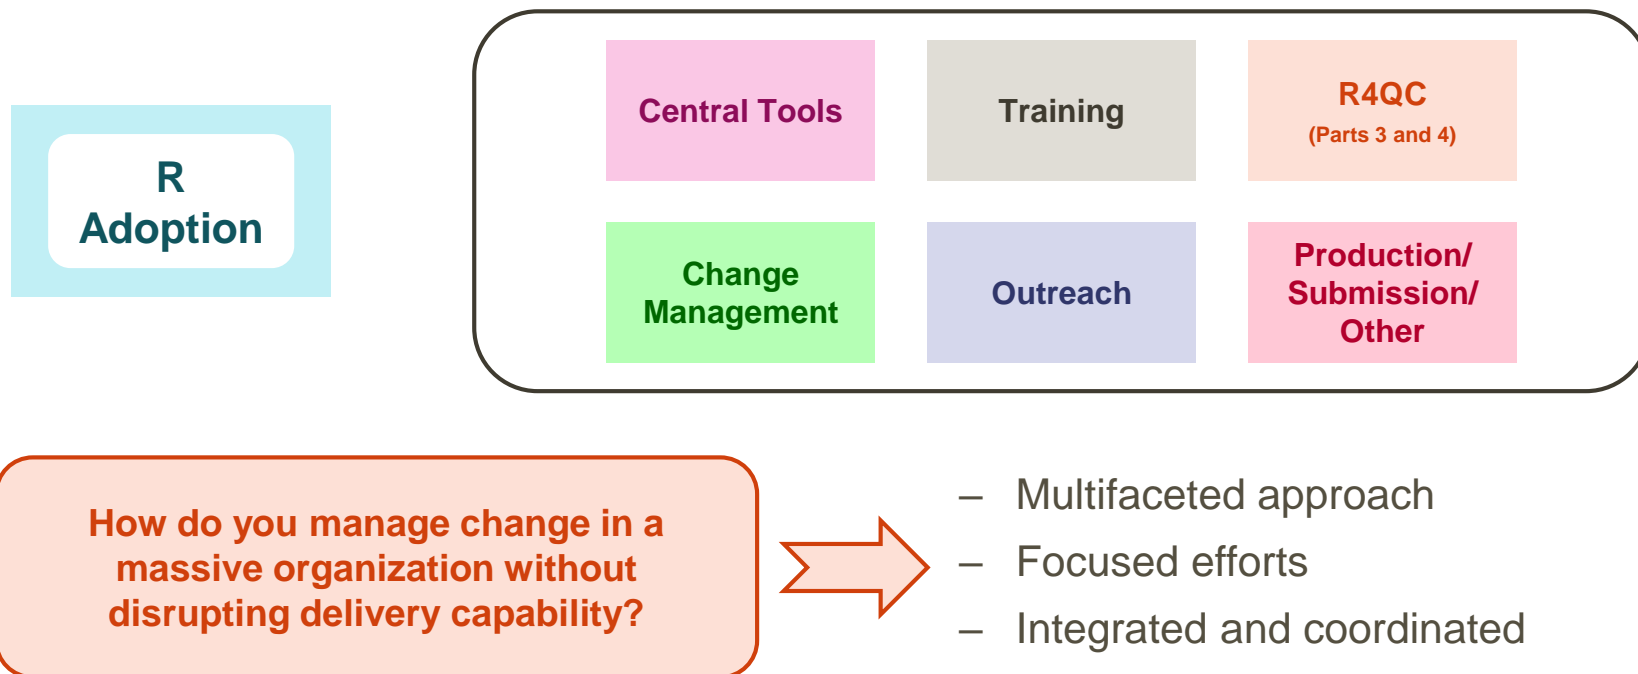 R
Adoption
Central Tools
Training
R4QC
(Parts 3 and 4)
Change
Management
Outreach
Production/
Submission/
Other
How do you manage change in a
massive organization without
disrupting delivery capability?
– Multifaceted approach
– Focused efforts
– Integrated and coordinated